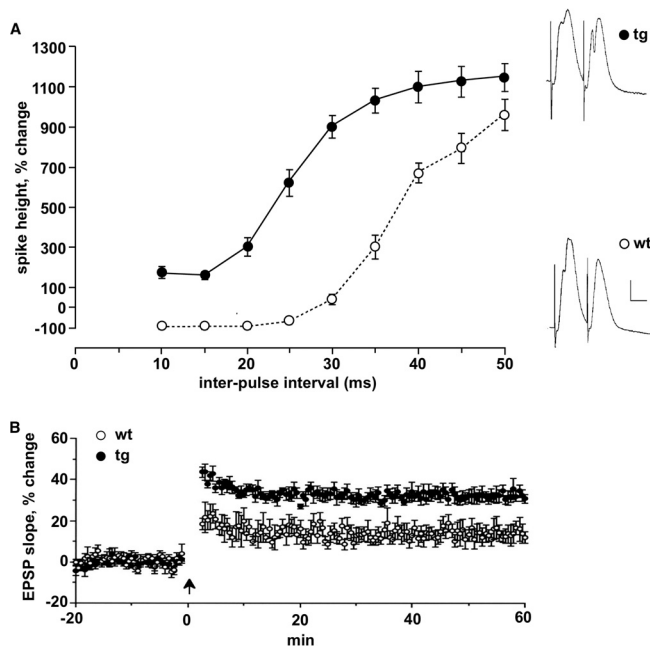 A
tg
1300
1100
900
700
500
300
100
0
-100
spike height, % change
wt
0 10 20 30 40 50
inter-pulse interval (ms)
B
wt
tg
60
40
20
0
-20
EPSP slope, % change
-20 0 20 40 60
min